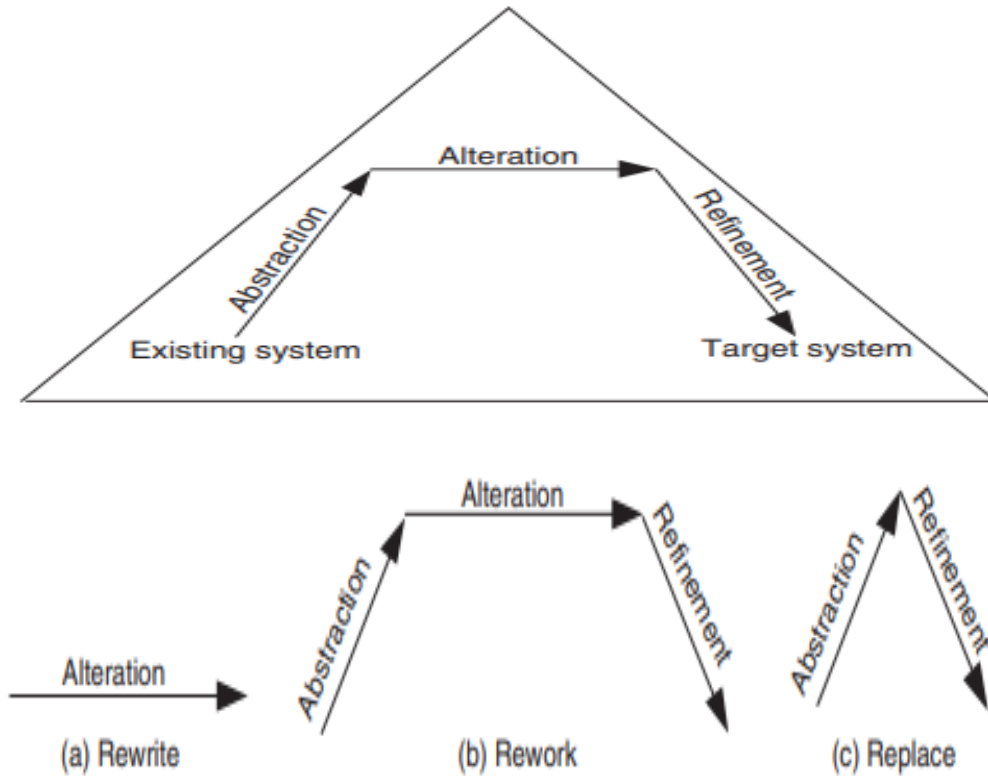 Alteration
Abstraction
Refinement
Existing system
Target system
Alteration
Abstraction
Refinement
Abstraction
Refinement
Alteration
(a) Rewrite
(b) Rework
(c) Replace